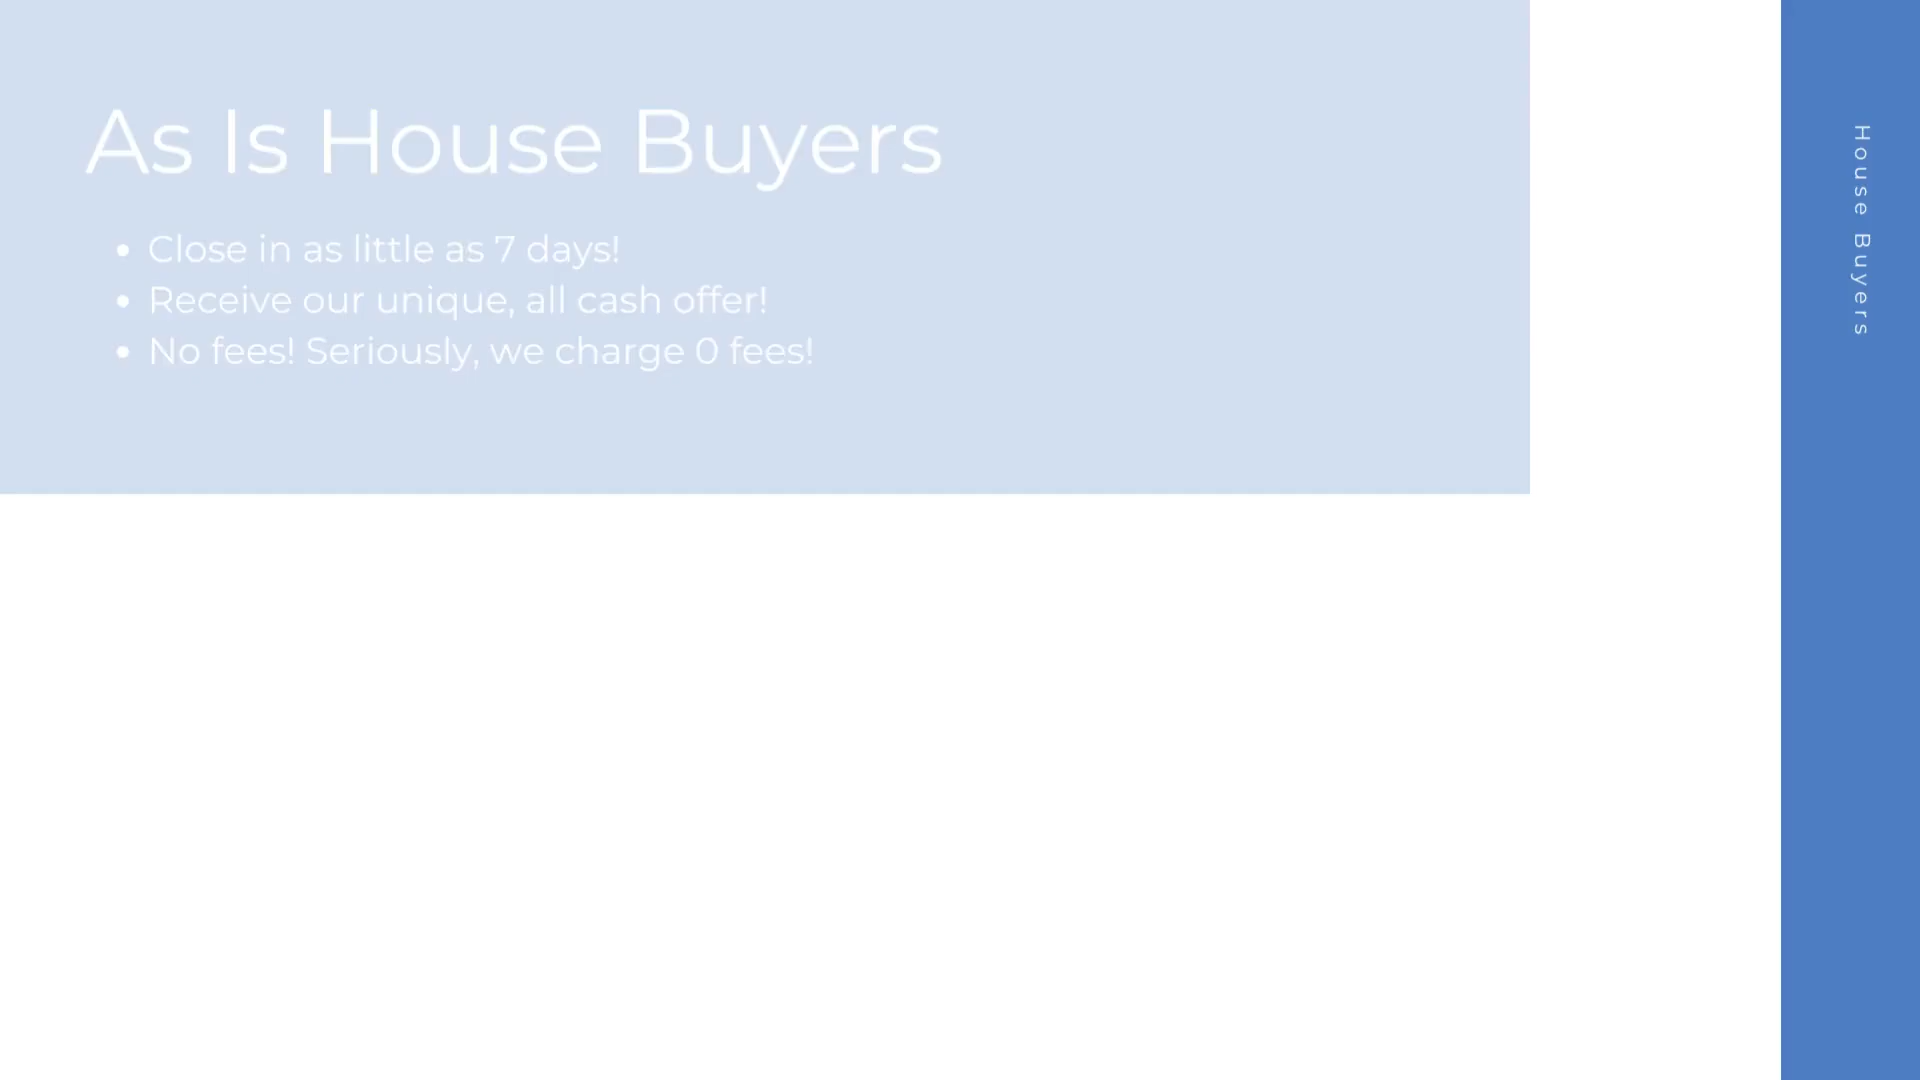 As Is House Buyers
• Close in as little as 7 days!
• Receive our unique, all cash offer!
• No fees! Seriously, we charge 0 fees!
House Buyers